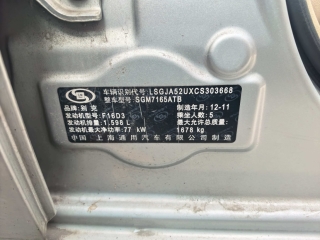 车辆识别代号 LSGJA52UXCS303668
整车型号 SGM7165ATB
品牌: 别克 制造年月: 12-11
发动机型号: F16D3 乘坐人数: 5
发动机排量: 1,598 L 最大允许总质量:
发动机最大净功率: 77 kW 1678 kg
中国 上海通用汽车有限公司